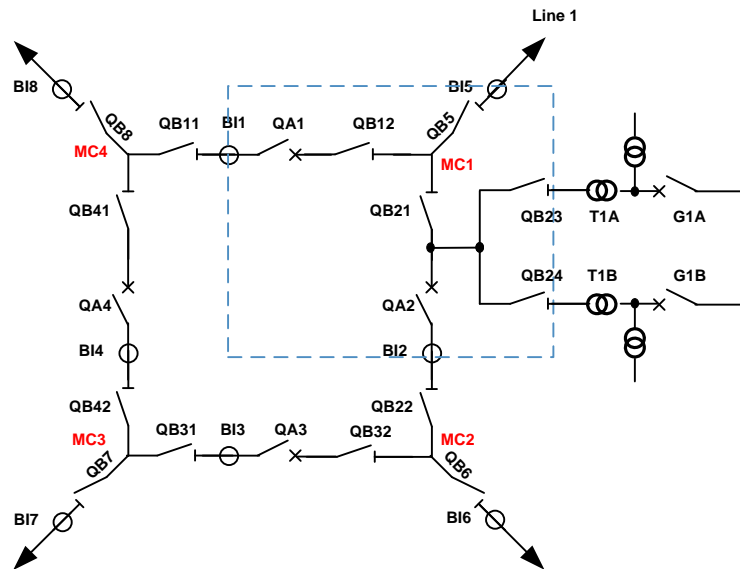 Line 1
BI8
BI5
QB8
QB11
BI1
QA1
QB12
QB5
MC4
MC1
QB41
QB21
QB23
T1A
G1A
QA4
QA2
QB24
T1B
G1B
BI4
BI2
QB42
QB22
MC3
QB31
BI3
QA3
QB32
MC2
QB7
QB6
BI7
BI6